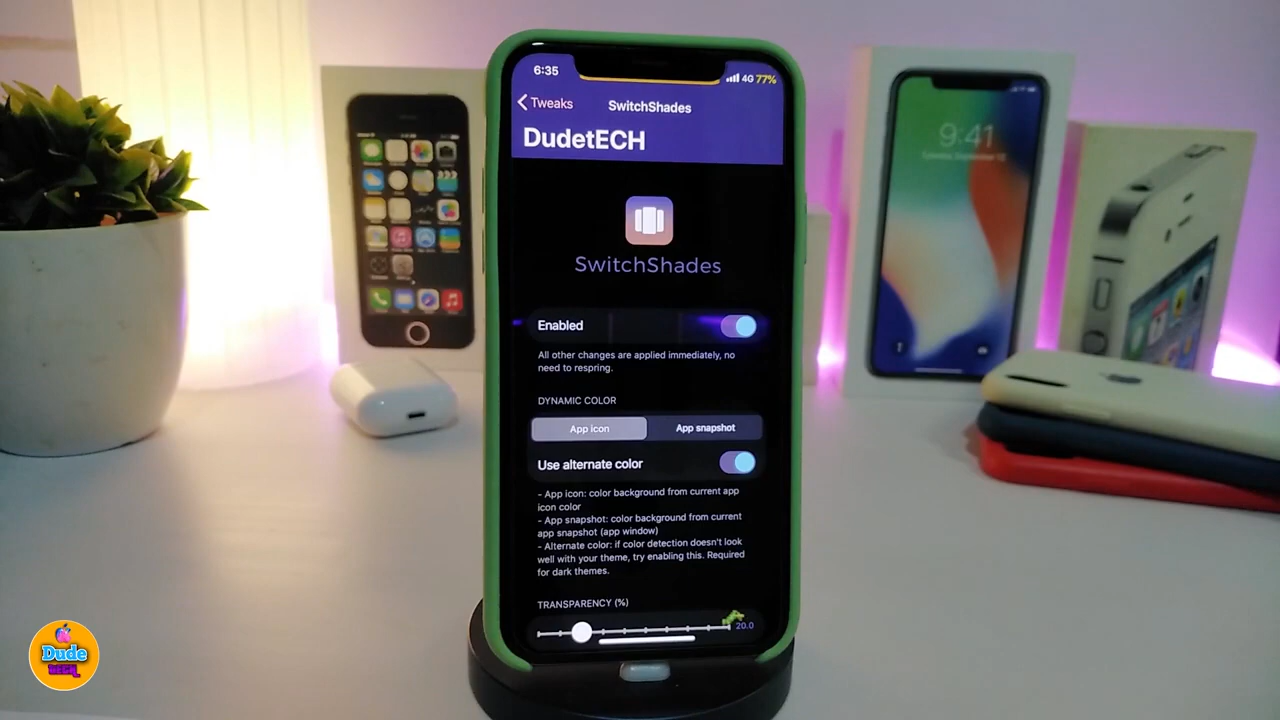 6:35
4G 77%
Tweaks
SwitchShades
DudetECH
SwitchShades
Enabled
All other changes are applied immediately, no
need to respring.
DYNAMIC COLOR
App icon
App snapshot
Use alternate color
- App icon: color background from current app
icon color
- App snapshot: color background from current
app snapshot (app window)
- Alternate color: if color detection doesn't look
well with your theme, try enabling this. Required
for dark themes.
TRANSPARENCY (%)
20.0
9:41
Dude
TECH